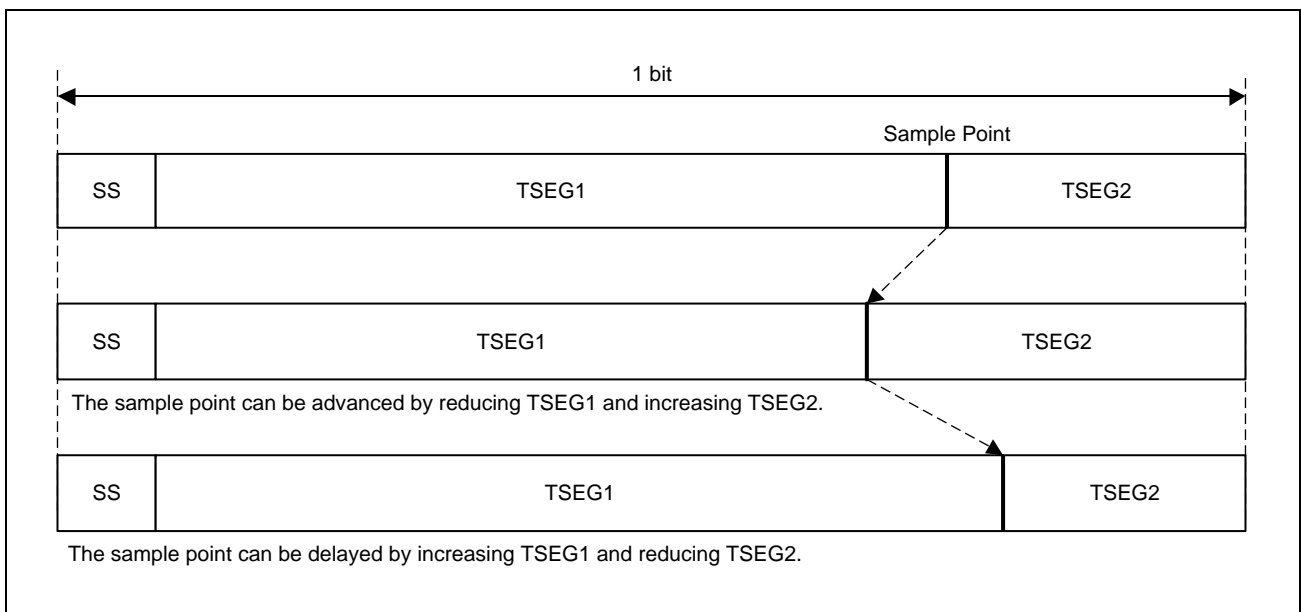 1 bit
Sample Point
SS TSEG1 TSEG2
SS TSEG1 TSEG2
The sample point can be advanced by reducing TSEG1 and increasing TSEG2.
SS TSEG1 TSEG2
The sample point can be delayed by increasing TSEG1 and reducing TSEG2.